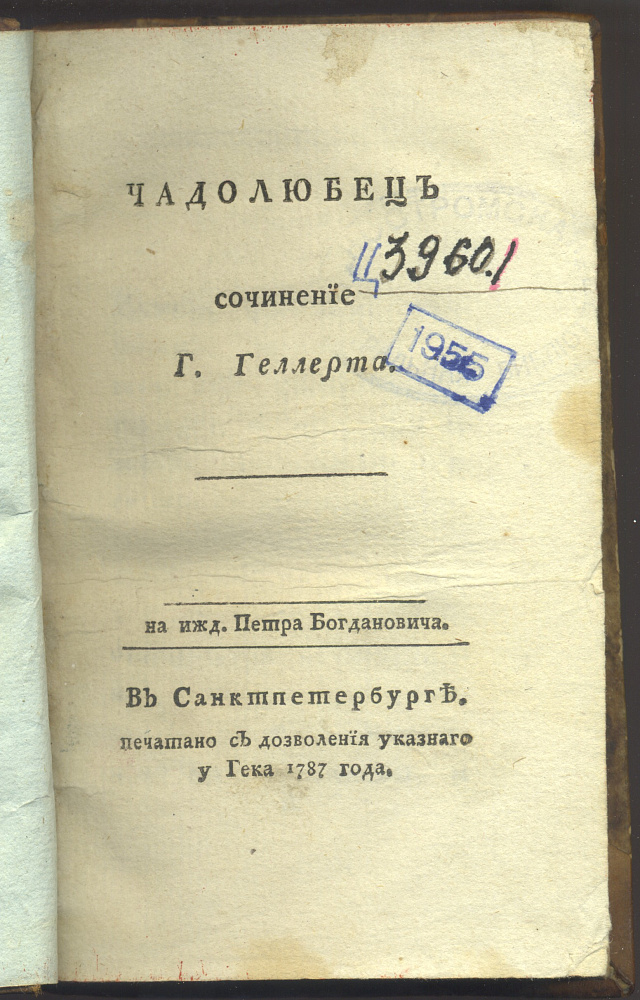 ЧАДОЛЮБЕЦЪ
Ц3960.1
сочиненїе
Г. Геллерта.
1955
на ижд. Петра Богдановича.
Въ Санктпетербургѣ.
печатано съ дозволенїя указнаго
у Гека 1787 года.